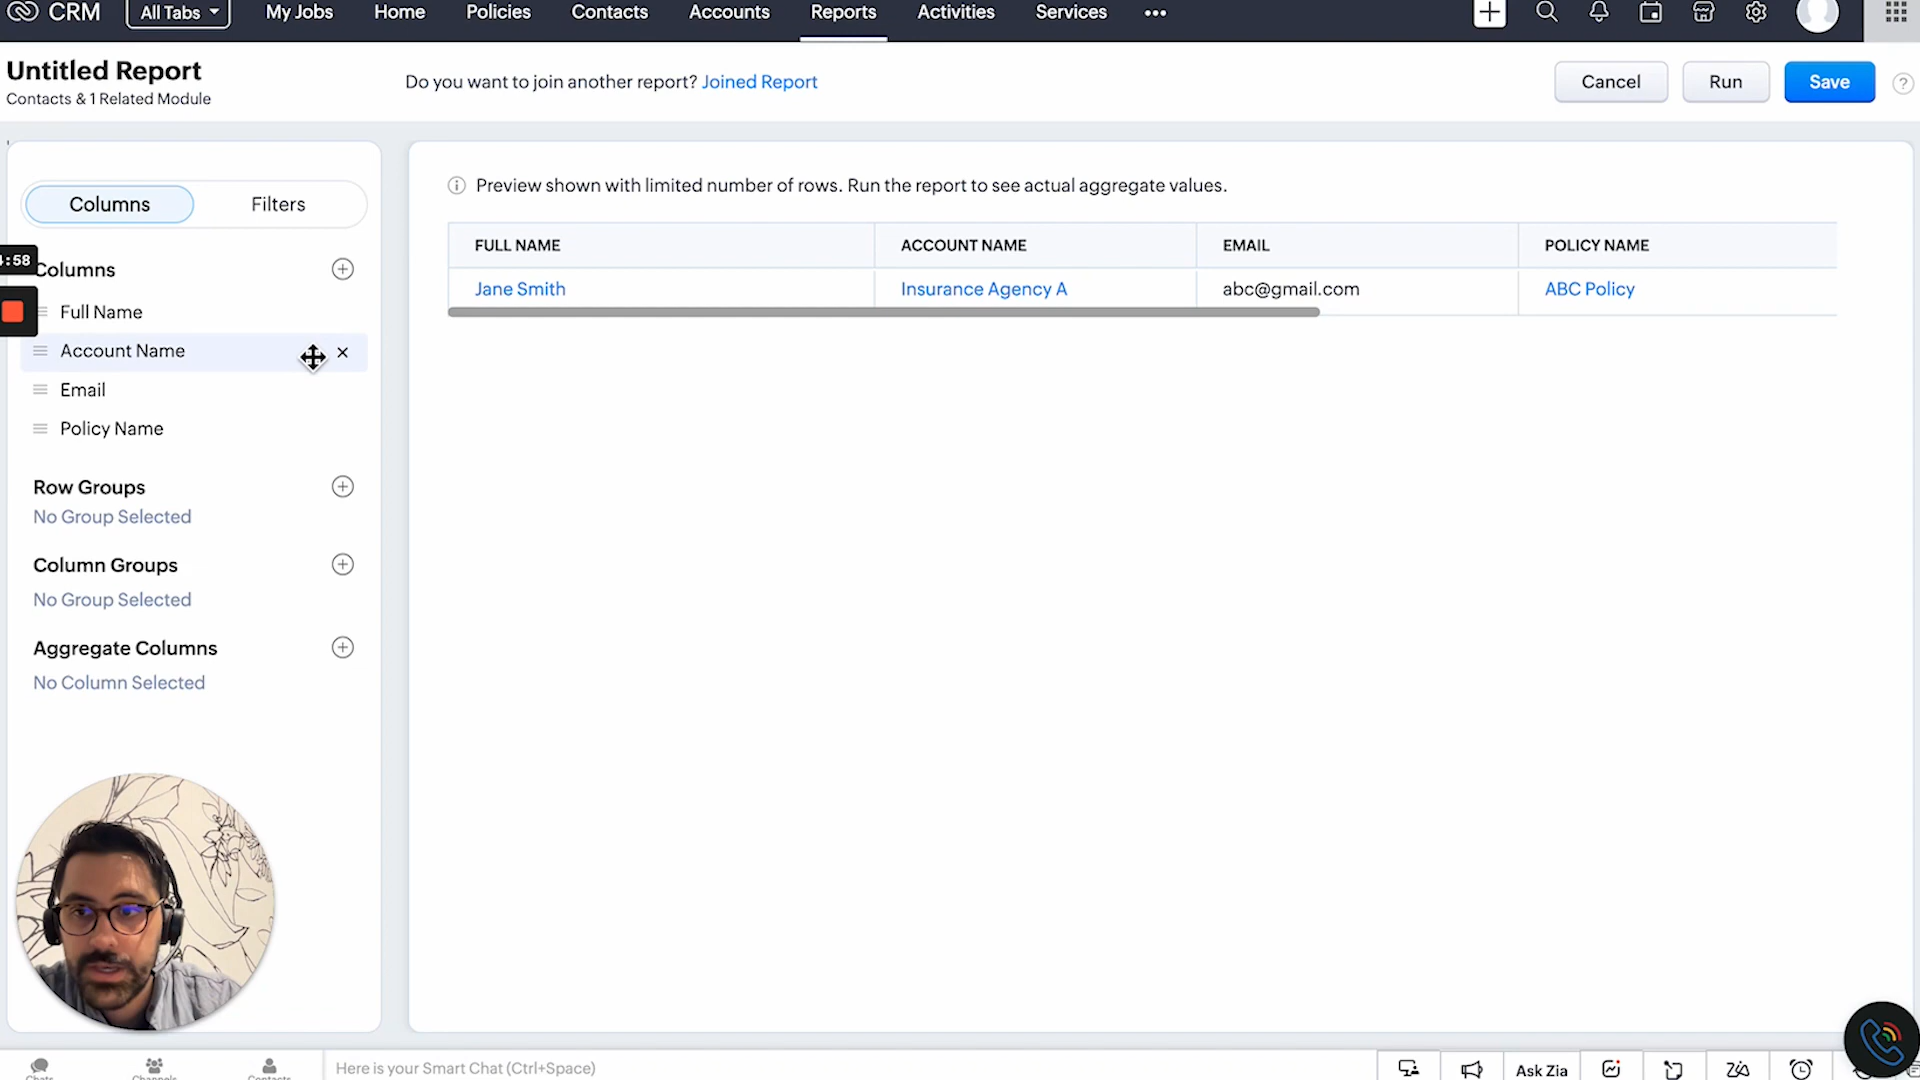 CRM
All Tabs
My Jobs
Home
Policies
Contacts
Accounts
Reports
Activities
Services
Untitled Report
Contacts & 1 Related Module
Do you want to join another report? Joined Report
Cancel
Run
Save
?
Columns
Filters
:58
Columns
Full Name
Account Name
Email
Policy Name
Row Groups
No Group Selected
Column Groups
No Group Selected
Aggregate Columns
No Column Selected
Preview shown with limited number of rows. Run the report to see actual aggregate values.
FULL NAME ACCOUNT NAME EMAIL POLICY NAME
Jane Smith Insurance Agency A abc@gmail.com ABC Policy
Chats
Channels
Contacts
Here is your Smart Chat (Ctrl+Space)
Ask Zia